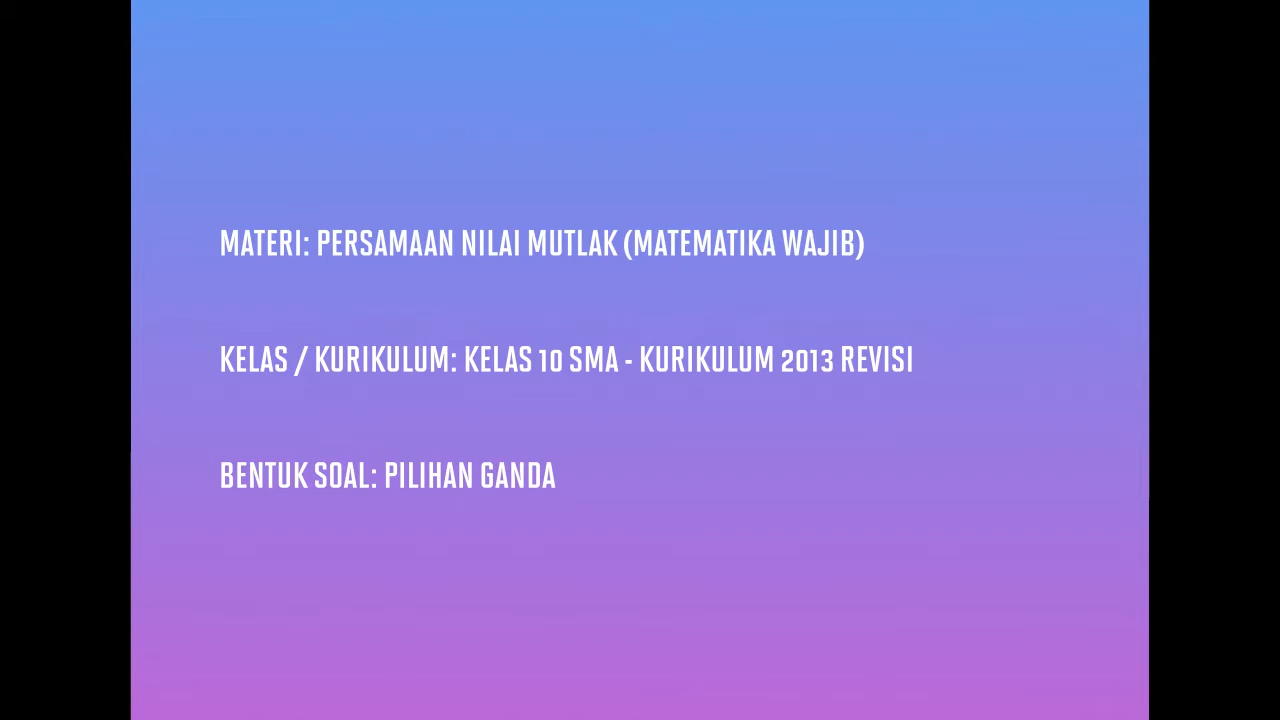 MATERI: PERSAMAAN NILAI MUTLAK (MATEMATIKA WAJIB)
KELAS / KURIKULUM: KELAS 10 SMA - KURIKULUM 2013 REVISI
BENTUK SOAL: PILIHAN GANDA